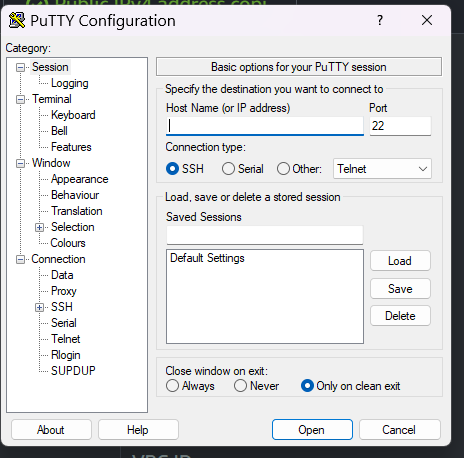 Public IPv4 address copi
PuTTY Configuration
Category:
Session
Logging
Terminal
Keyboard
Bell
Features
Window
Appearance
Behaviour
Translation
Selection
Colours
Connection
Data
Proxy
SSH
Serial
Telnet
Rlogin
SUPDUP
Basic options for your PuTTY session
Specify the destination you want to connect to
Host Name (or IP address) Port
22
Connection type:
SSH Serial Other: Telnet
Load, save or delete a stored session
Saved Sessions
Default Settings
Load
Save
Delete
Close window on exit:
Always Never Only on clean exit
About Help Open Cancel